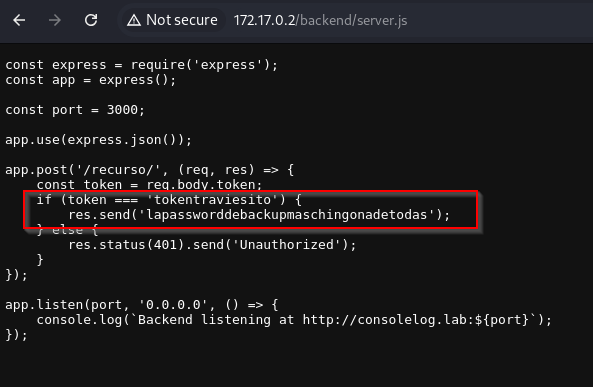 Not secure 172.17.0.2/backend/server.js
const express = require('express');
const app = express();
const port = 3000;
app.use(express.json());
app.post('/recurso/', (req, res) => {
    const token = req.body.token;
    if (token === 'tokentraviesito') {
        res.send('lapassworddebackupmaschingonadetodas');
    } else {
        res.status(401).send('Unauthorized');
    }
});
app.listen(port, '0.0.0.0', () => {
    console.log(`Backend listening at http://consolelog.lab:${port}`);
});